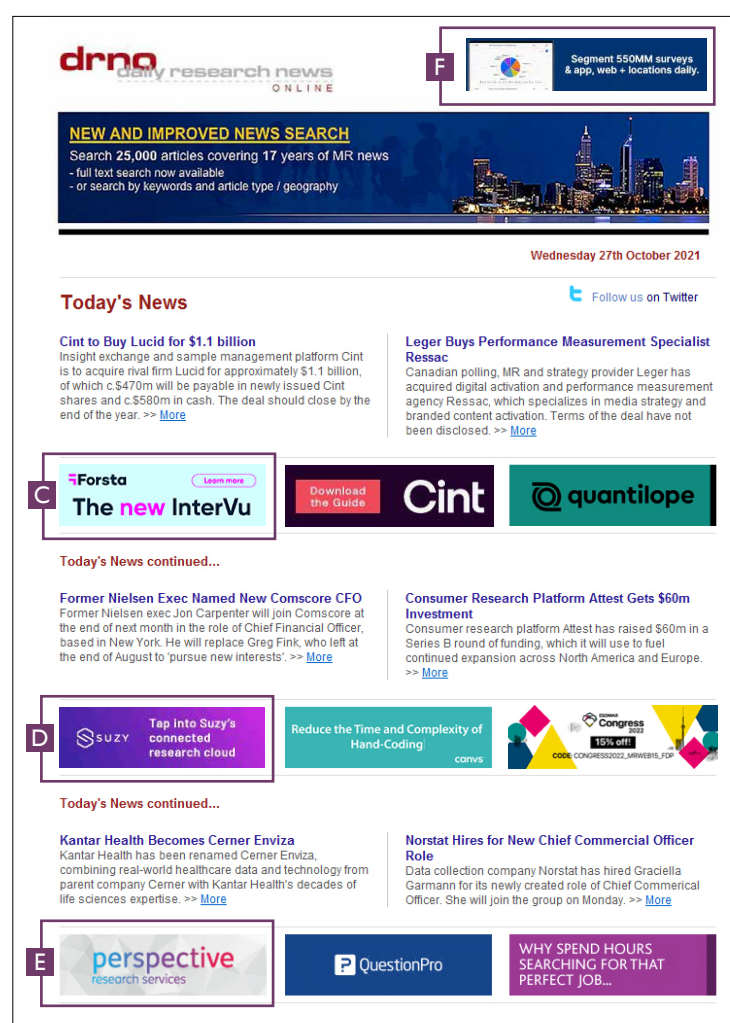 drno
daily research news
ONLINE
F
Segment 550MM surveys
& app, web + locations daily.
NEW AND IMPROVED NEWS SEARCH
Search 25,000 articles covering 17 years of MR news
- full text search now available
- or search by keywords and article type / geography
Wednesday 27th October 2021
Today's News
Follow us on Twitter
Cint to Buy Lucid for $1.1 billion
Insight exchange and sample management platform Cint
is to acquire rival firm Lucid for approximately $1.1 billion,
of which c.$470m will be payable in newly issued Cint
shares and c.$580m in cash. The deal should close by the
end of the year. >> More
Leger Buys Performance Measurement Specialist
Ressac
Canadian polling, MR and strategy provider Leger has
acquired digital activation and performance measurement
agency Ressac, which specializes in media strategy and
branded content activation. Terms of the deal have not
been disclosed. >> More
C
Forsta
Learn more
The new InterVu
Download
the Guide
Cint
quantilope
Today's News continued...
Former Nielsen Exec Named New Comscore CFO
Former Nielsen exec Jon Carpenter will join Comscore at
the end of next month in the role of Chief Financial Officer,
based in New York. He will replace Greg Fink, who left at
the end of August to 'pursue new interests'. >> More
Consumer Research Platform Attest Gets $60m
Investment
Consumer research platform Attest has raised $60m in a
Series B round of funding, which it will use to fuel
continued expansion across North America and Europe.
>> More
D
SUZY
Tap into Suzy's
connected
research cloud
Reduce the Time and Complexity of
Hand-Coding
canvs
ESOMAR
Congress
2022
15% off!
CODE: CONGRESS2022_MRWEB15_FDP
Today's News continued...
Kantar Health Becomes Cerner Enviza
Kantar Health has been renamed Cerner Enviza,
combining real-world healthcare data and technology from
parent company Cerner with Kantar Health's decades of
life sciences expertise. >> More
Norstat Hires for New Chief Commercial Officer
Role
Data collection company Norstat has hired Graciella
Garmann for its newly created role of Chief Commerical
Officer. She will join the group on Monday. >> More
E
perspective
research services
QuestionPro
WHY SPEND HOURS
SEARCHING FOR THAT
PERFECT JOB...